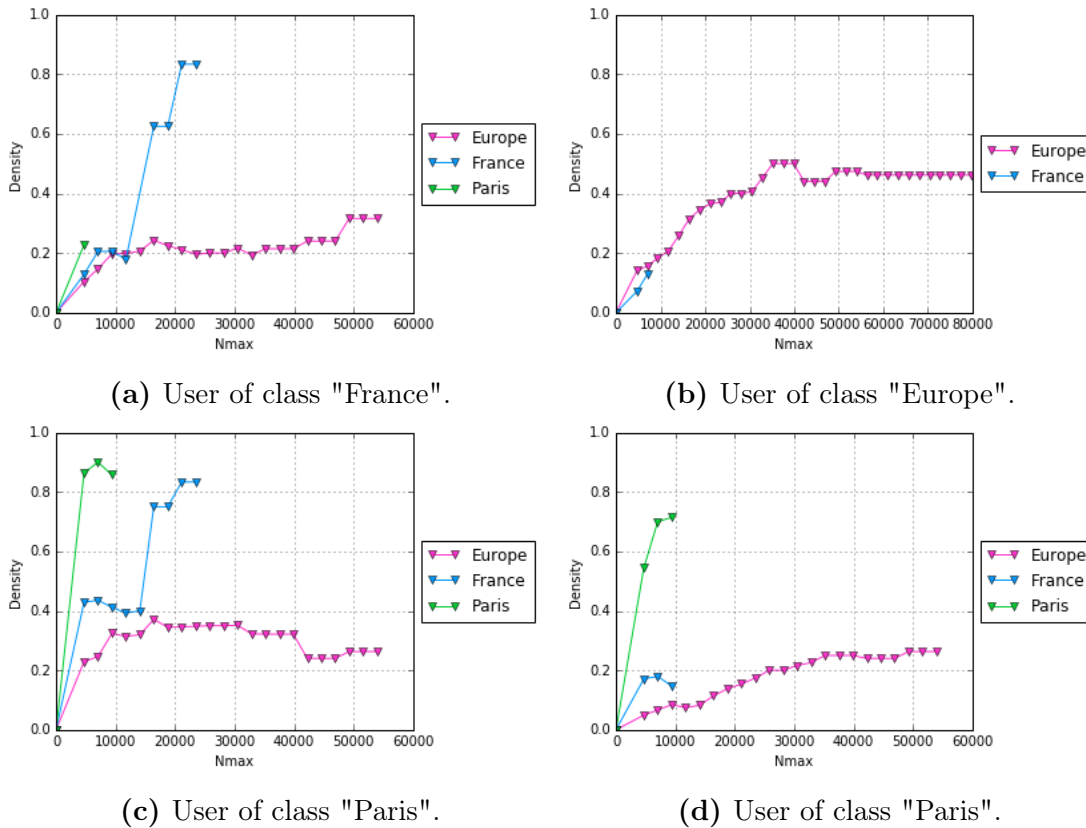 1.0
0.8
0.6
0.4
0.2
0.0
Density
0 10000 20000 30000 40000 50000 60000
Nmax
Europe
France
Paris
(a) User of class "France".
1.0
0.8
0.6
0.4
0.2
0.0
Density
0 10000 20000 30000 40000 50000 60000 70000 80000
Nmax
Europe
France
(b) User of class "Europe".
1.0
0.8
0.6
0.4
0.2
0.0
Density
0 10000 20000 30000 40000 50000 60000
Nmax
Europe
France
Paris
(c) User of class "Paris".
1.0
0.8
0.6
0.4
0.2
0.0
Density
0 10000 20000 30000 40000 50000 60000
Nmax
Europe
France
Paris
(d) User of class "Paris".